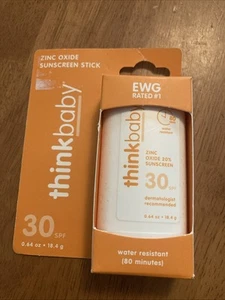 ZINC OXIDE
SUNSCREEN STICK
thinkbaby
30 SPF
0.64 oz • 18.4 g
EWG
RATED #1
thinkbaby
ZINC
OXIDE 20%
SUNSCREEN
30 SPF
dermatologist
recommended
0.64 oz • 18.4 g
water resistant
(80 minutes)